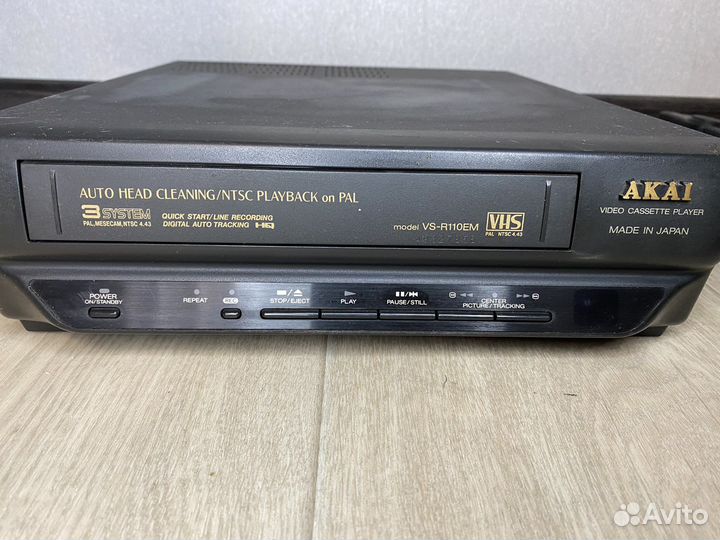 AUTO HEAD CLEANING/NTSC PLAYBACK on PAL
3 SYSTEM
PAL, MESECAM, NTSC 4.43
QUICK START/LINE RECORDING
DIGITAL AUTO TRACKING HQ
model VS-R110EM
VHS
PAL NTSC 4.43
AKAI
VIDEO CASSETTE PLAYER
MADE IN JAPAN
POWER
ON/STANDBY
REPEAT
REC
STOP/EJECT
PLAY
PAUSE/STILL
CENTER
PICTURE/TRACKING
Avito